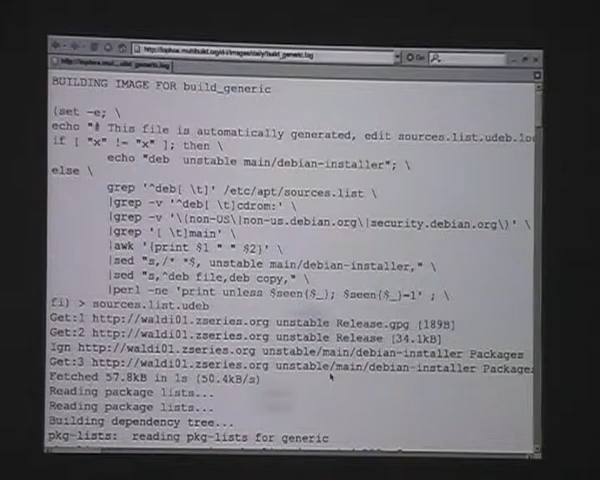 BUILDING IMAGE FOR build_generic
(set -e; \
echo "# This file is automatically generated, edit sources.list.udeb.lo
if [ "x" != "x" ]; then \
echo "deb  unstable main/debian-installer"; \
else \
grep '^deb[ \t]' /etc/apt/sources.list \
|grep -v '^deb[ \t]cdrom:' \
|grep -v '\(non-US\|non-us.debian.org\|security.debian.org\)' \
|grep '[ \t]main' \
|awk '{print $1 " " $2}' \
|sed "s,/* *$, unstable main/debian-installer," \
|sed "s,^deb file,deb copy," \
|perl -ne 'print unless $seen{$_}; $seen{$_}=1' ; \
fi) > sources.list.udeb
Get:1 http://waldi01.zseries.org unstable Release.gpg [189B]
Get:2 http://waldi01.zseries.org unstable Release [34.1kB]
Ign http://waldi01.zseries.org unstable/main/debian-installer Packages
Get:3 http://waldi01.zseries.org unstable/main/debian-installer Package
Fetched 57.8kB in 1s (50.4kB/s)
Reading package lists...
Reading package lists...
Building dependency tree...
pkg-lists:  reading pkg-lists for generic